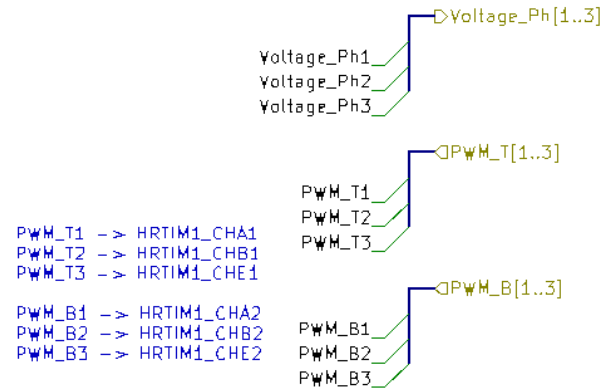 Voltage_Ph[1..3]
Voltage_Ph1
Voltage_Ph2
Voltage_Ph3
PWM_T[1..3]
PWM_T1
PWM_T2
PWM_T3
PWM_T1 -> HRTIM1_CHA1
PWM_T2 -> HRTIM1_CHB1
PWM_T3 -> HRTIM1_CHE1
PWM_B[1..3]
PWM_B1 -> HRTIM1_CHA2
PWM_B2 -> HRTIM1_CHB2
PWM_B3 -> HRTIM1_CHE2
PWM_B1
PWM_B2
PWM_B3